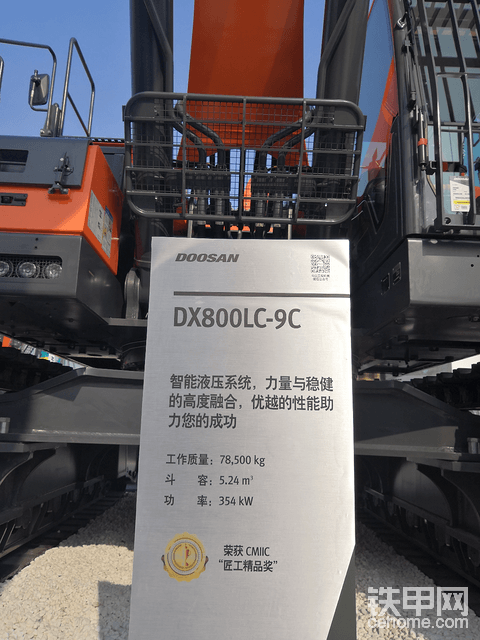 DOOSAN
DX800LC-9C
智能液压系统，力量与稳健
的高度融合，优越的性能助
力您的成功
工作质量：78,500 kg
斗 容：5.24 m³
功 率：354 kW
荣获 CMIIC
“匠工精品奖”
铁甲网
cehome.com